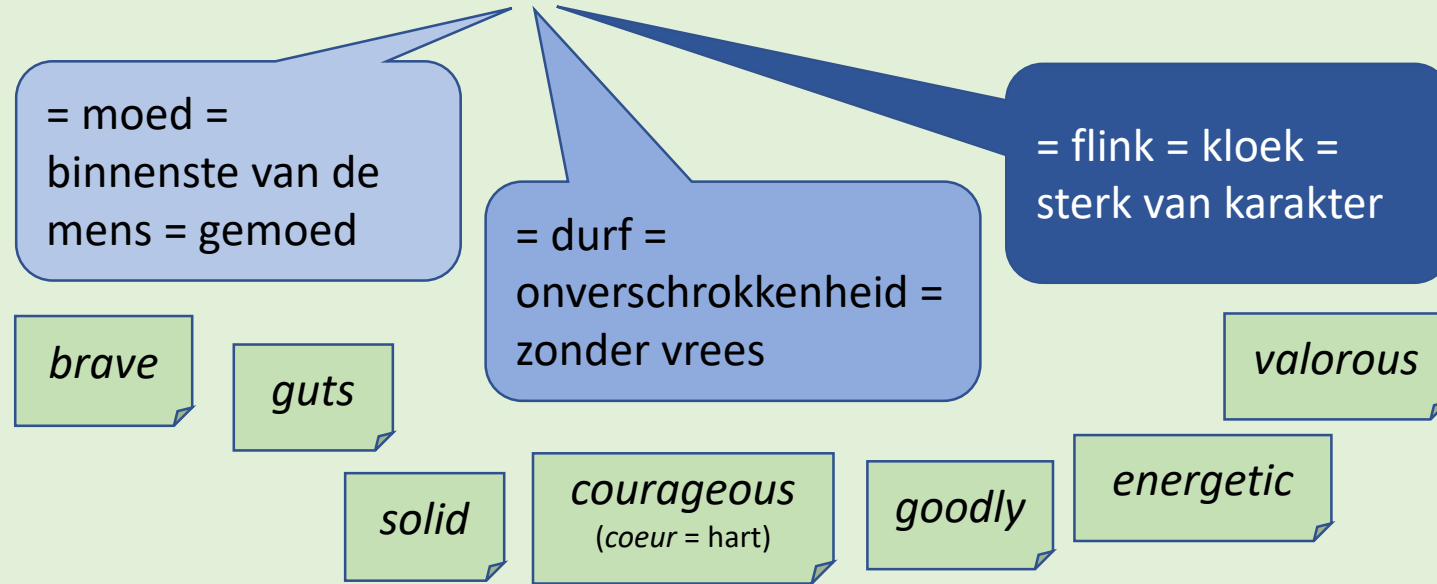 = moed =
binnenste van de
mens = gemoed
= durf =
onverschrokkenheid =
zonder vrees
= flink = kloek =
sterk van karakter
brave
guts
solid
courageous
(coeur = hart)
goodly
energetic
valorous